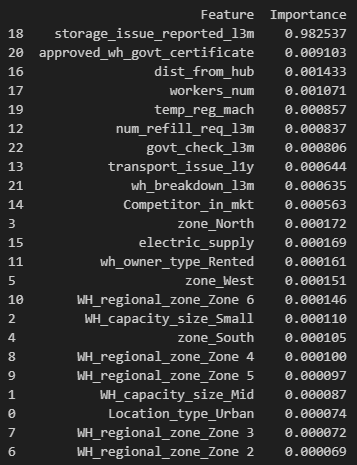 Feature Importance
18 storage_issue_reported_l3m 0.982537
20 approved_wh_govt_certificate 0.009103
16 dist_from_hub 0.001433
17 workers_num 0.001071
19 temp_reg_mach 0.000857
12 num_refill_req_l3m 0.000837
22 govt_check_l3m 0.000806
13 transport_issue_l1y 0.000644
21 wh_breakdown_l3m 0.000635
14 Competitor_in_mkt 0.000563
3 zone_North 0.000172
15 electric_supply 0.000169
11 wh_owner_type_Rented 0.000161
5 zone_West 0.000151
10 WH_regional_zone_Zone 6 0.000146
2 WH_capacity_size_Small 0.000110
4 zone_South 0.000105
8 WH_regional_zone_Zone 4 0.000100
9 WH_regional_zone_Zone 5 0.000097
1 WH_capacity_size_Mid 0.000087
0 Location_type_Urban 0.000074
7 WH_regional_zone_Zone 3 0.000072
6 WH_regional_zone_Zone 2 0.000069